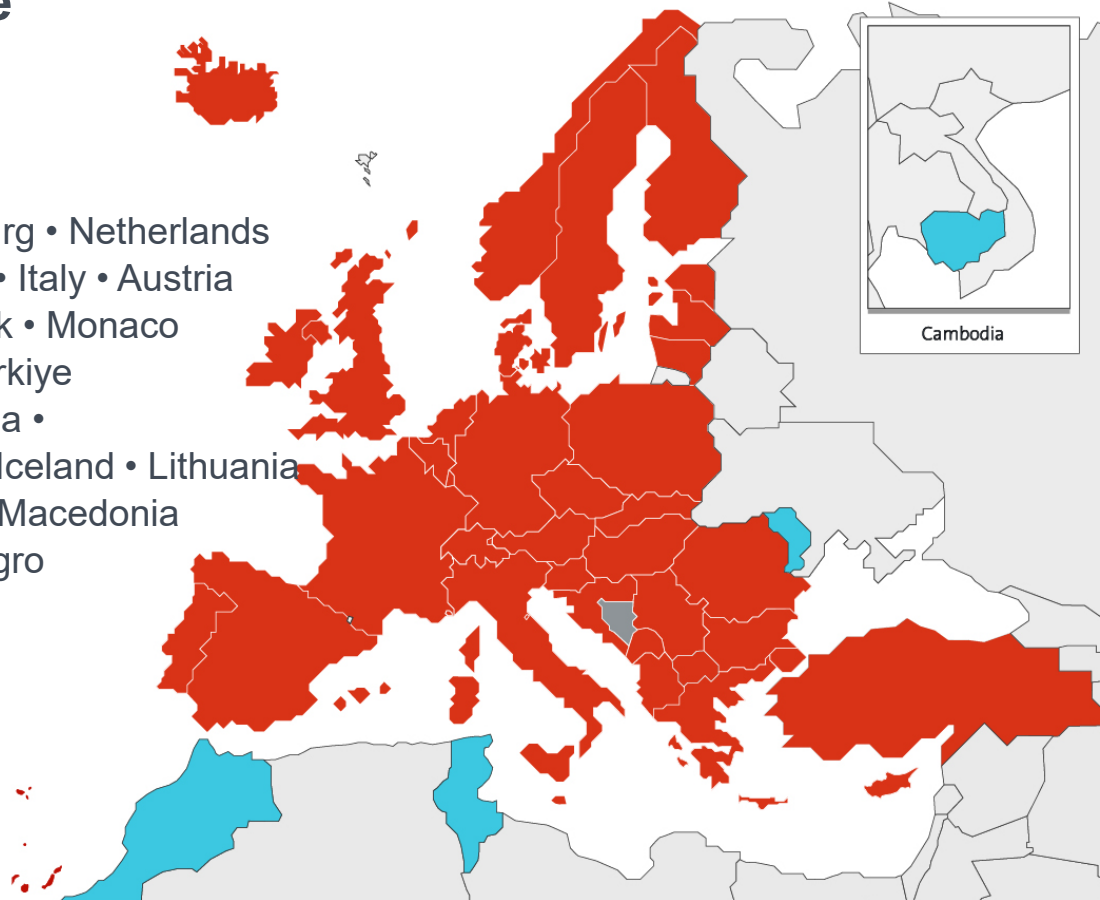 e
rg • Netherlands
• Italy • Austria
k • Monaco
rkiye
a •
Iceland • Lithuania
Macedonia
gro
Cambodia